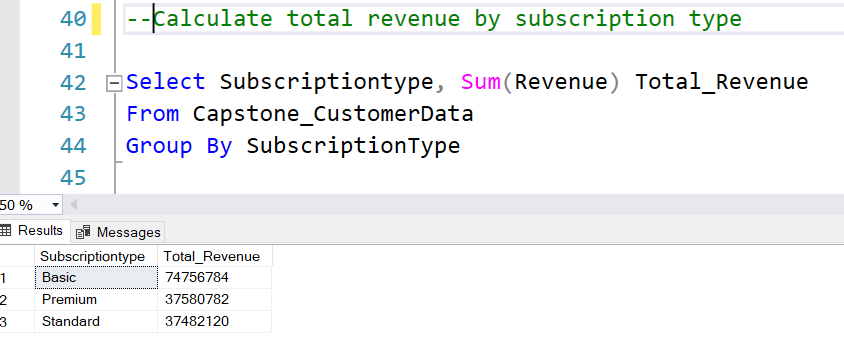 40 --Calculate total revenue by subscription type
41
42 Select Subscriptiontype, Sum(Revenue) Total_Revenue
43 From Capstone_CustomerData
44 Group By SubscriptionType
45
50 %
Results Messages
Subscriptiontype Total_Revenue
1 Basic 74756784
2 Premium 37580782
3 Standard 37482120